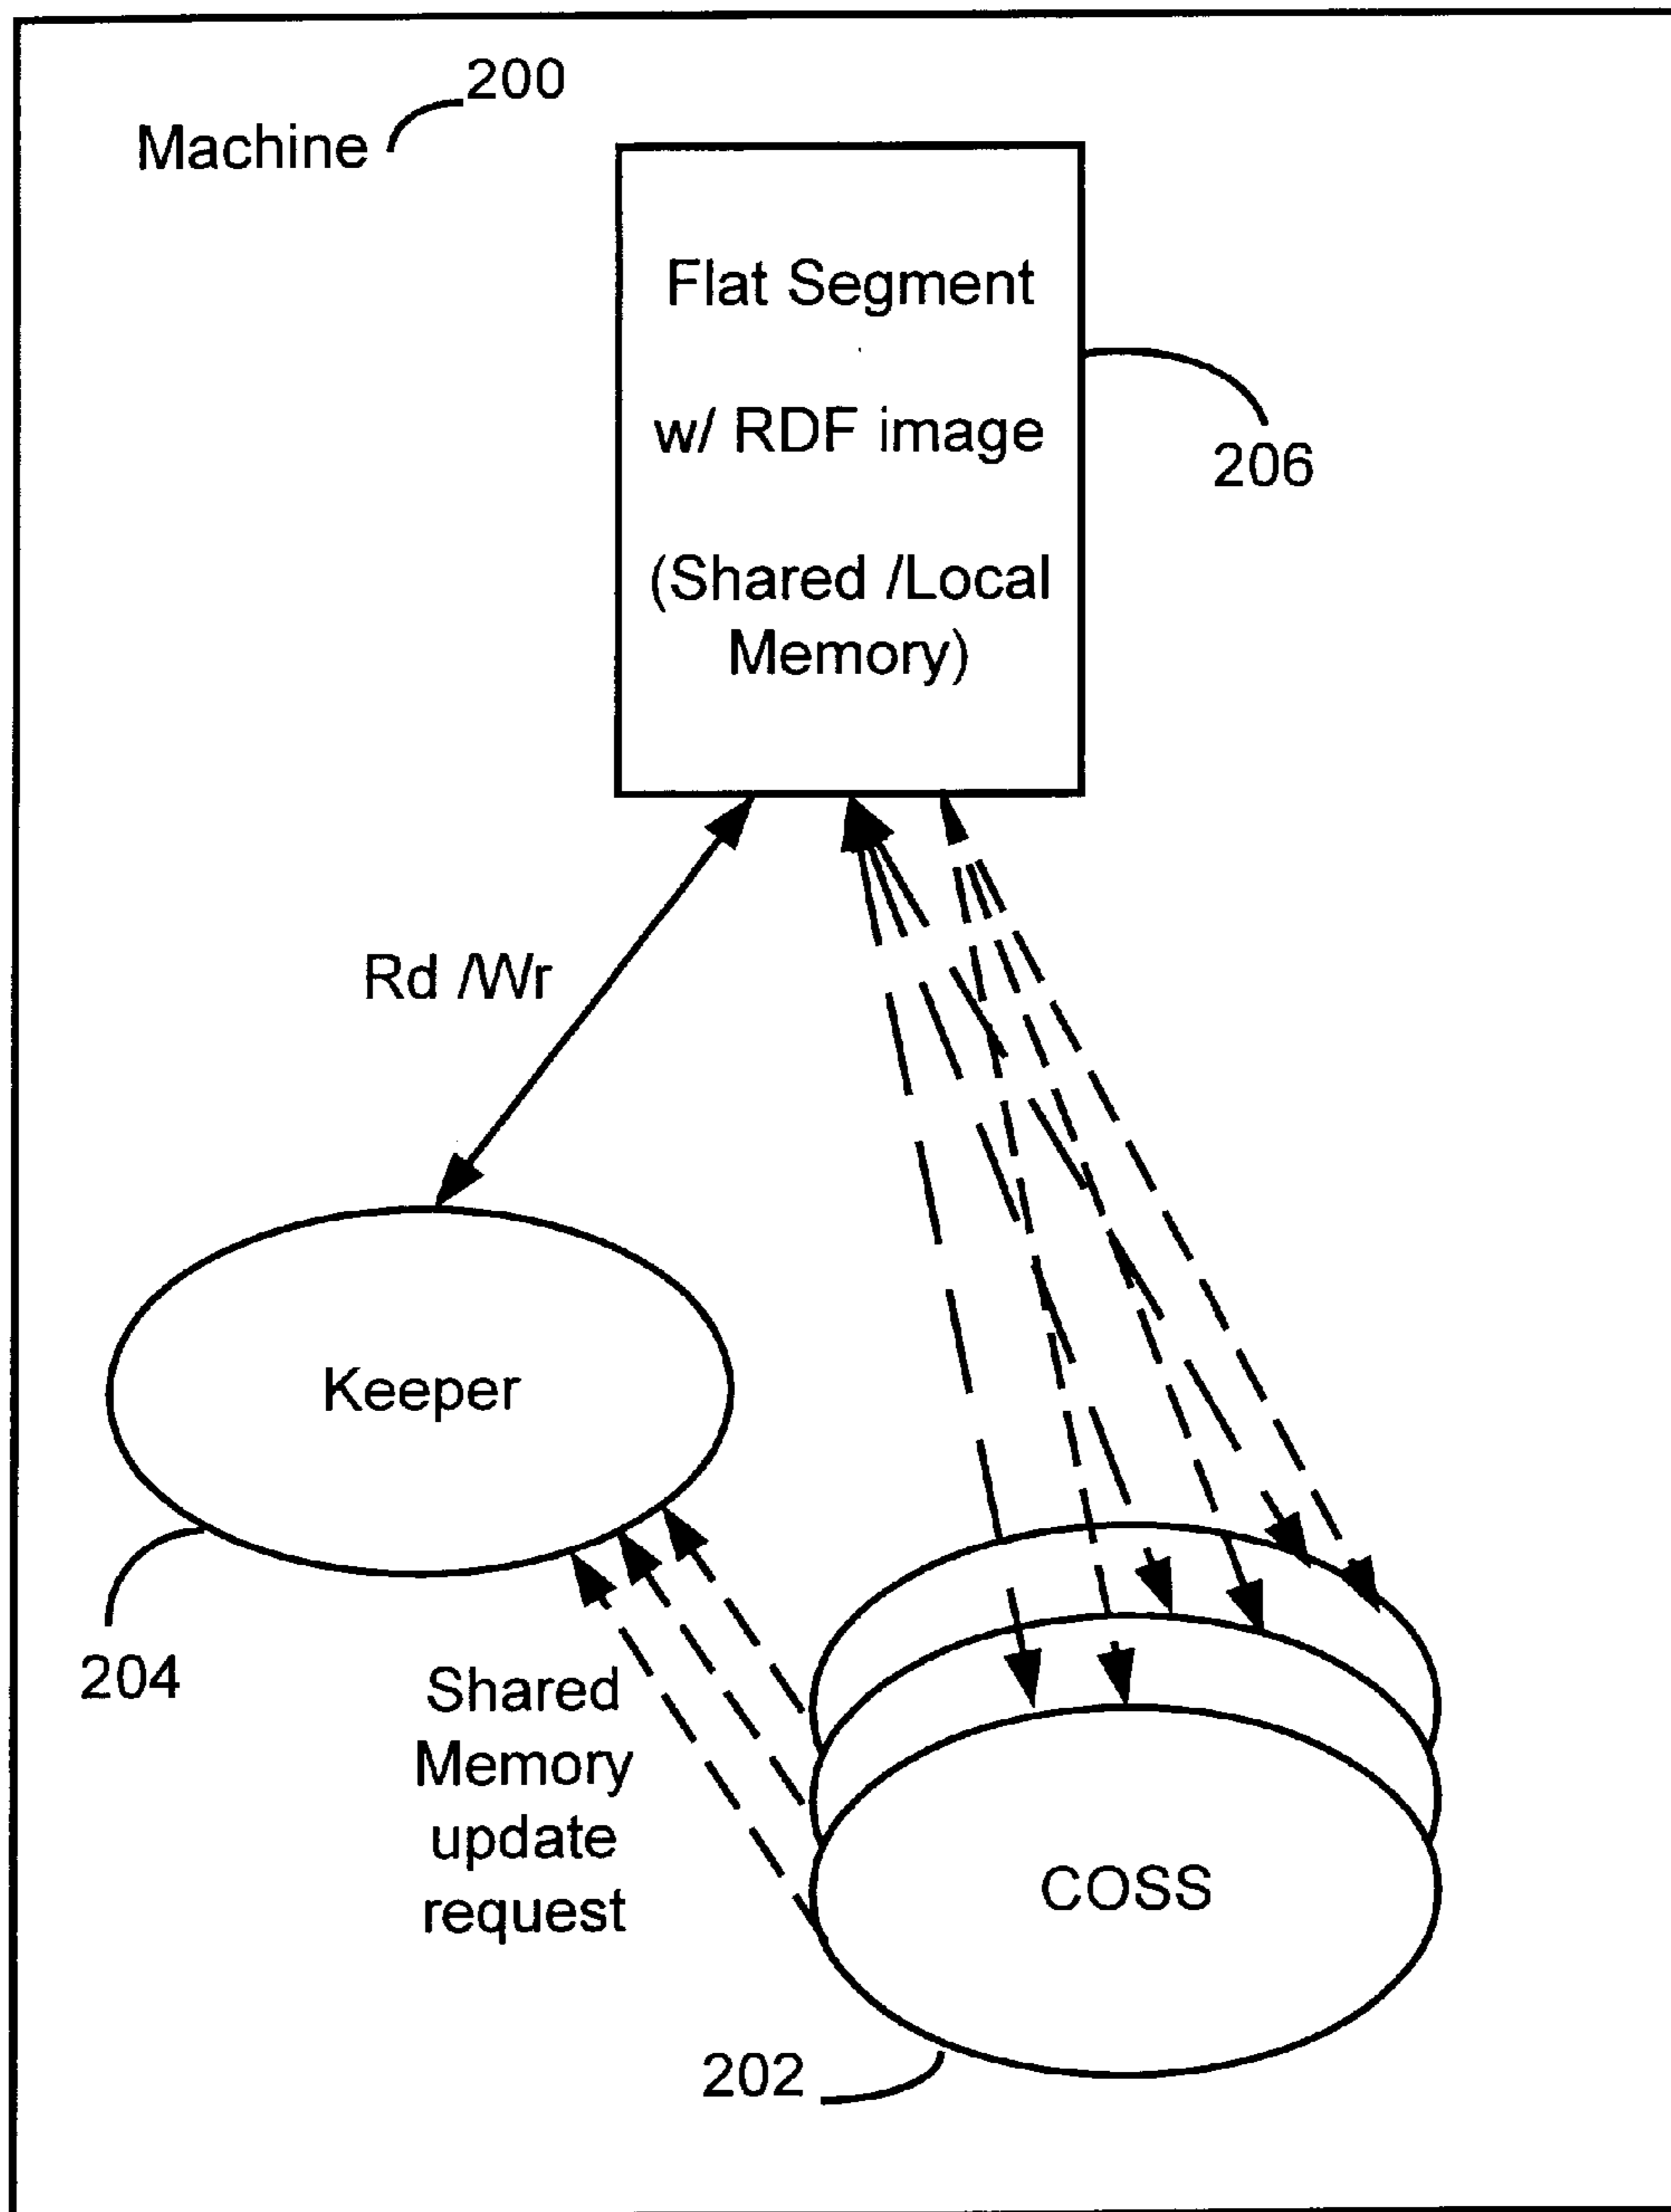 200
Machine
Flat Segment
w/ RDF image
(Shared /Local
Memory)
206
Rd /Wr
Keeper
204
Shared
Memory
update
request
COSS
202